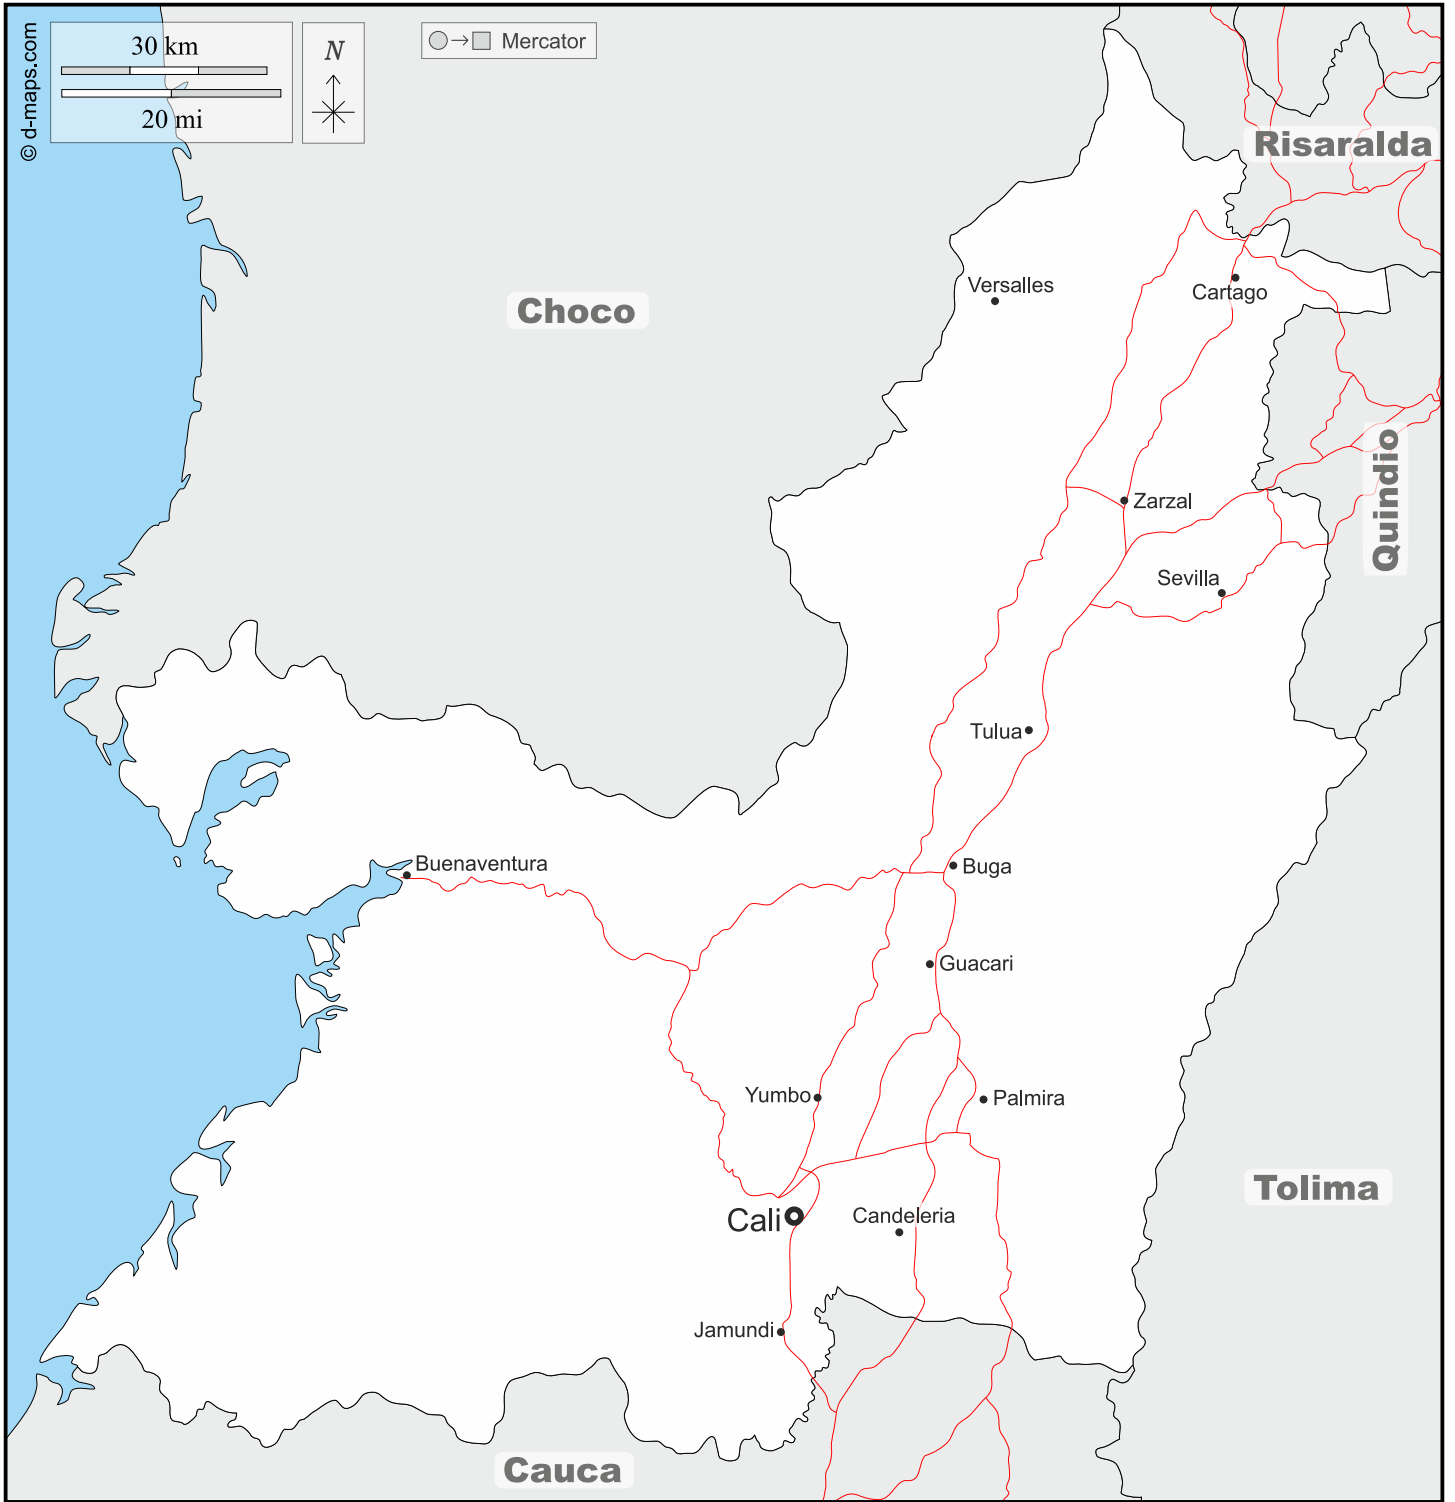 © d-maps.com
30 km
20 mi
N
Mercator
Risaralda
Choco
Versalles
Cartago
Quindio
Zarzal
Sevilla
Tulua
Buenaventura
Buga
Guacari
Yumbo
Palmira
Tolima
Cali
Candeleria
Jamundi
Cauca